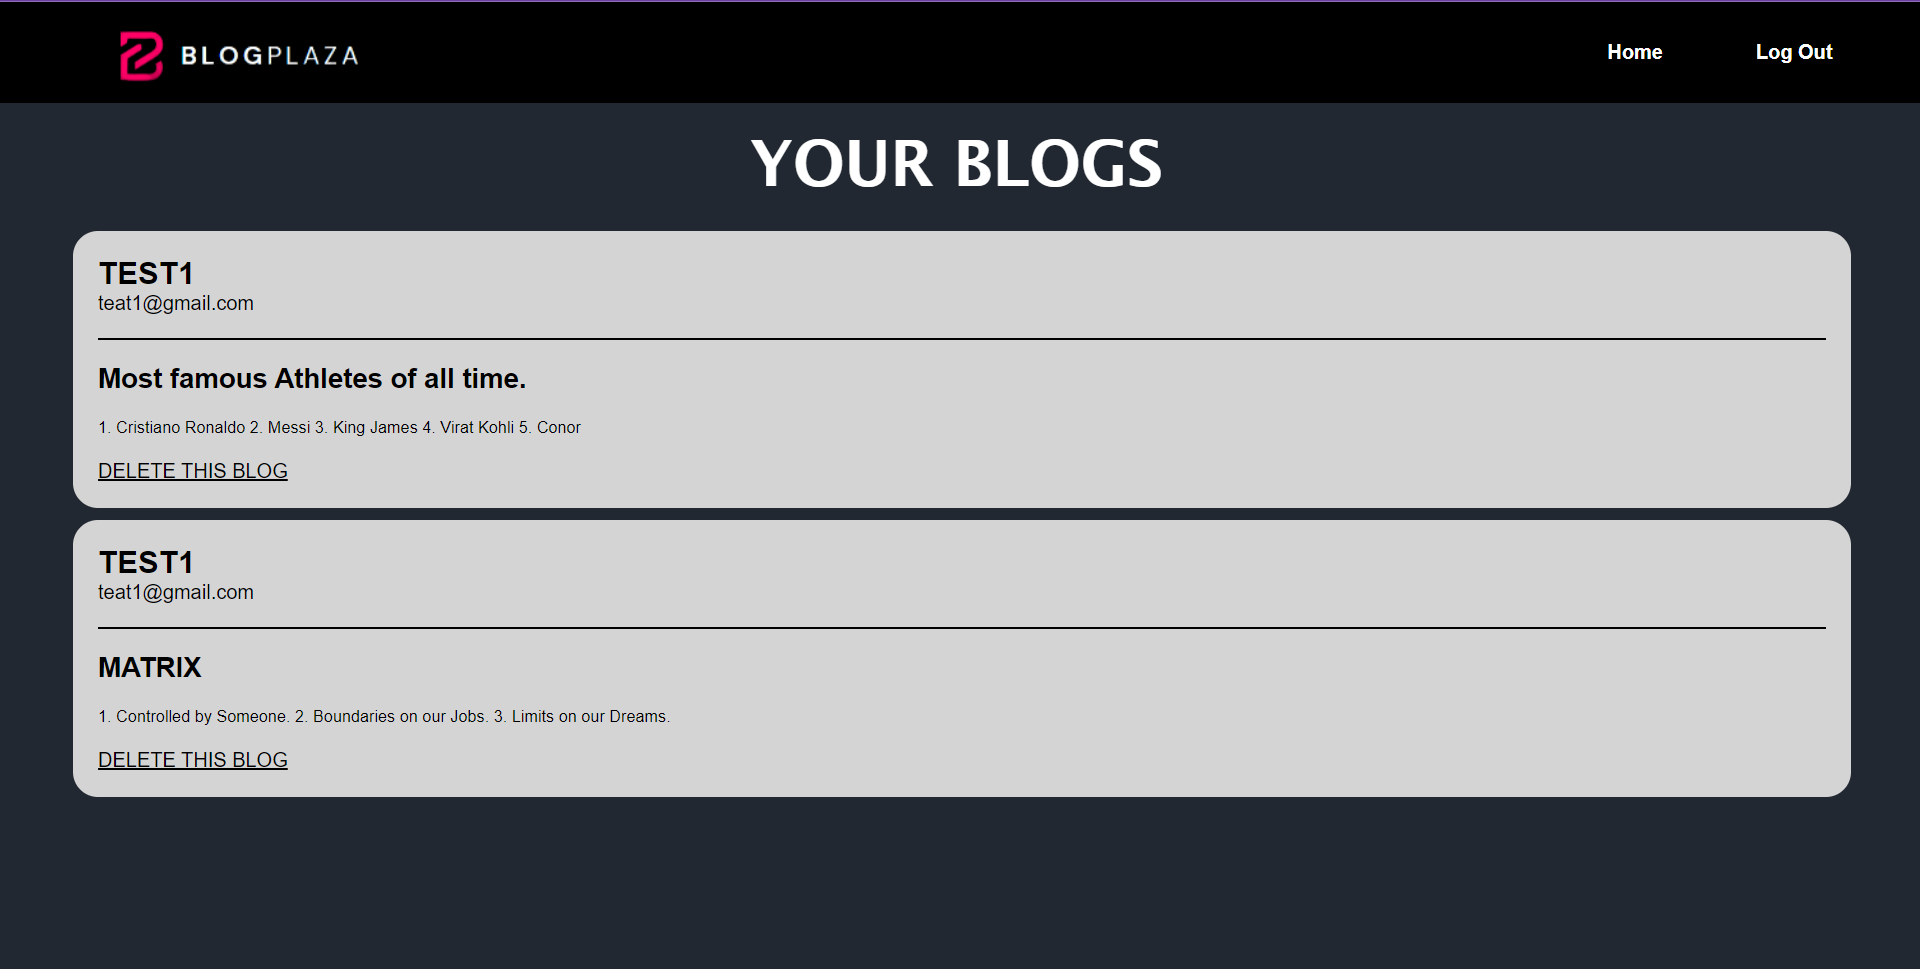 BLOGPLAZA
Home
Log Out
YOUR BLOGS
TEST1
teat1@gmail.com
Most famous Athletes of all time.
1. Cristiano Ronaldo 2. Messi 3. King James 4. Virat Kohli 5. Conor
DELETE THIS BLOG
TEST1
teat1@gmail.com
MATRIX
1. Controlled by Someone. 2. Boundaries on our Jobs. 3. Limits on our Dreams.
DELETE THIS BLOG